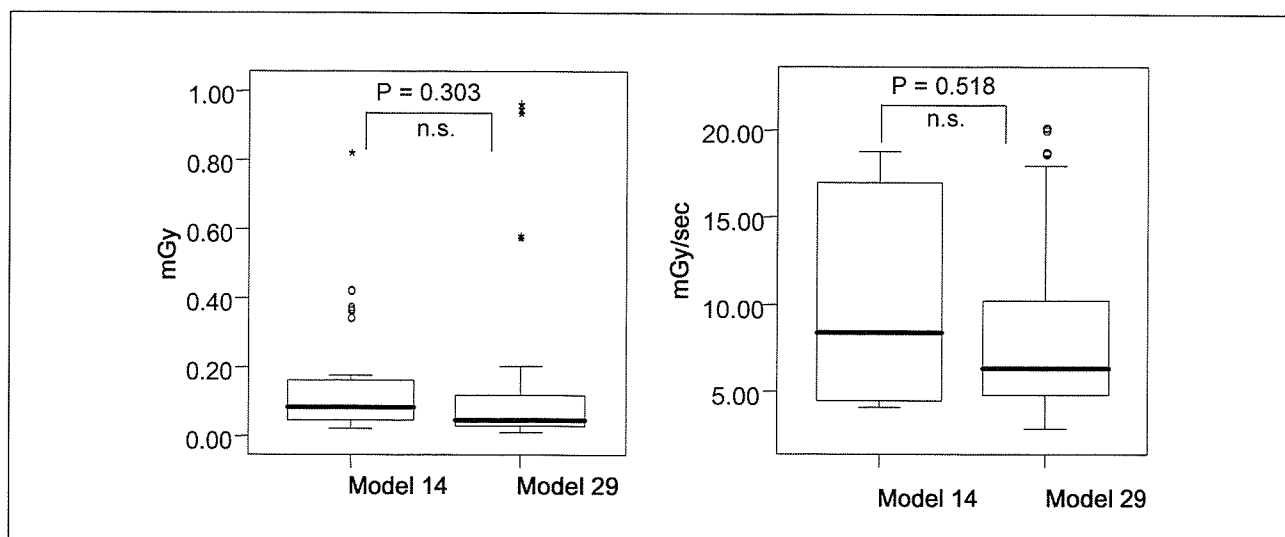 P = 0.303
n.s.
1.00
0.80
0.60
0.40
0.20
0.00
mGy
Model 14
Model 29
P = 0.518
n.s.
20.00
15.00
10.00
5.00
mGy/sec
Model 14
Model 29